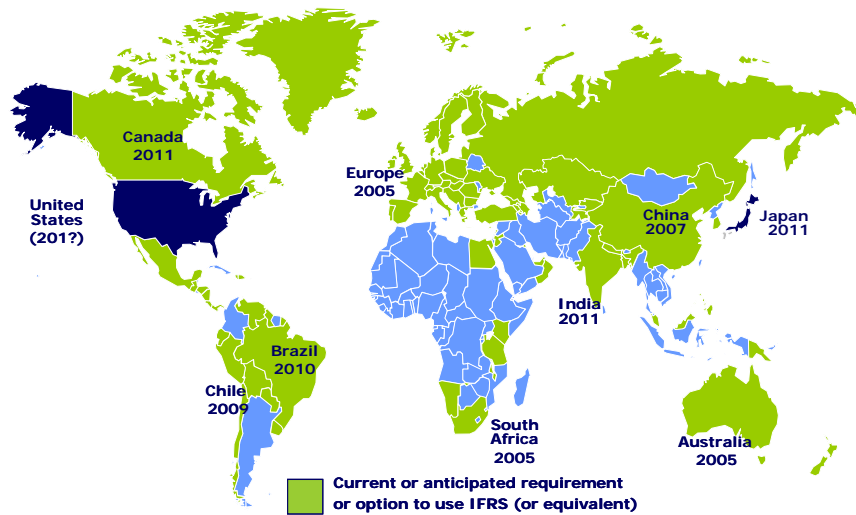 Canada
2011
United
States
(201?)
Europe
2005
China
2007
Japan
2011
India
2011
Brazil
2010
Chile
2009
South
Africa
2005
Australia
2005
Current or anticipated requirement
or option to use IFRS (or equivalent)